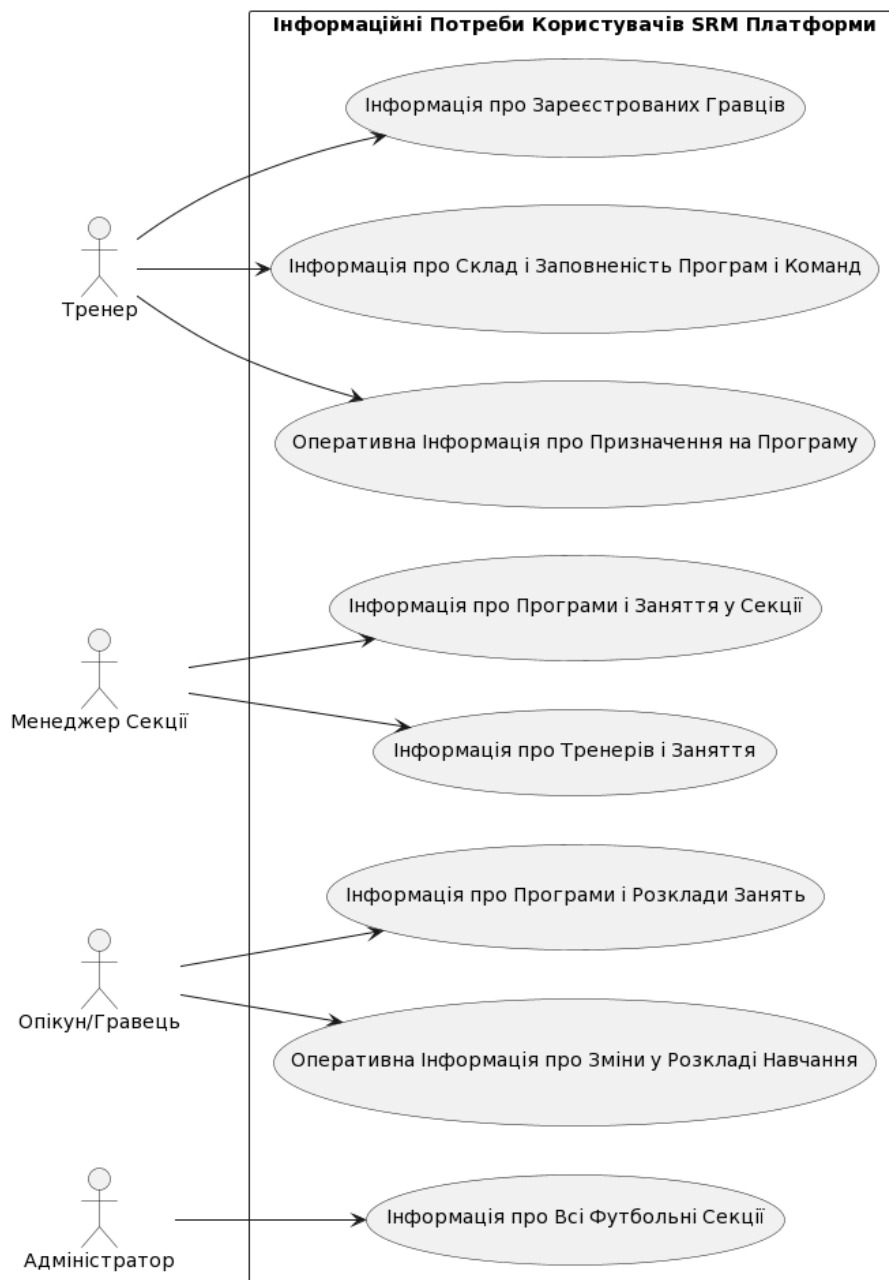 Інформаційні Потреби Користувачів SRM Платформи
Інформація про Зареєстрованих Гравців
Тренер
Інформація про Склад і Заповненість Програм і Команд
Оперативна Інформація про Призначення на Програму
Менеджер Секції
Інформація про Програми і Заняття у Секції
Інформація про Тренерів і Заняття
Опікун/Гравець
Інформація про Програми і Розклади Занять
Оперативна Інформація про Зміни у Розкладі Навчання
Адміністратор
Інформація про Всі Футбольні Секції